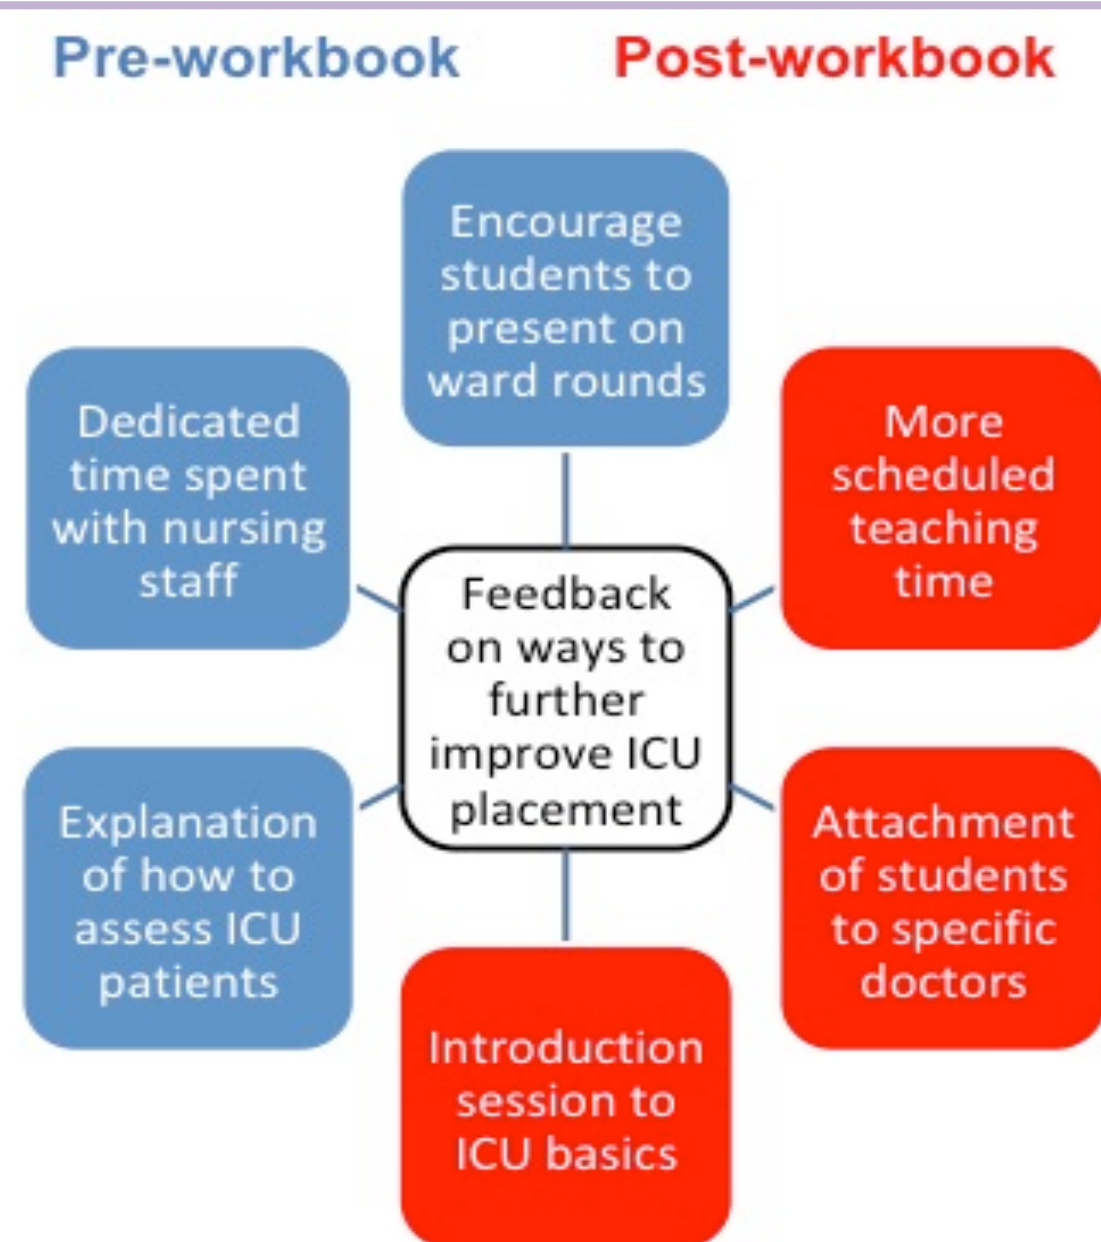 Pre-workbook
Post-workbook
Encourage
students to
present on
ward rounds
Dedicated
time spent
with nursing
staff
More
scheduled
teaching
time
Feedback
on ways to
further
improve ICU
placement
Explanation
of how to
assess ICU
patients
Attachment
of students
to specific
doctors
Introduction
session to
ICU basics